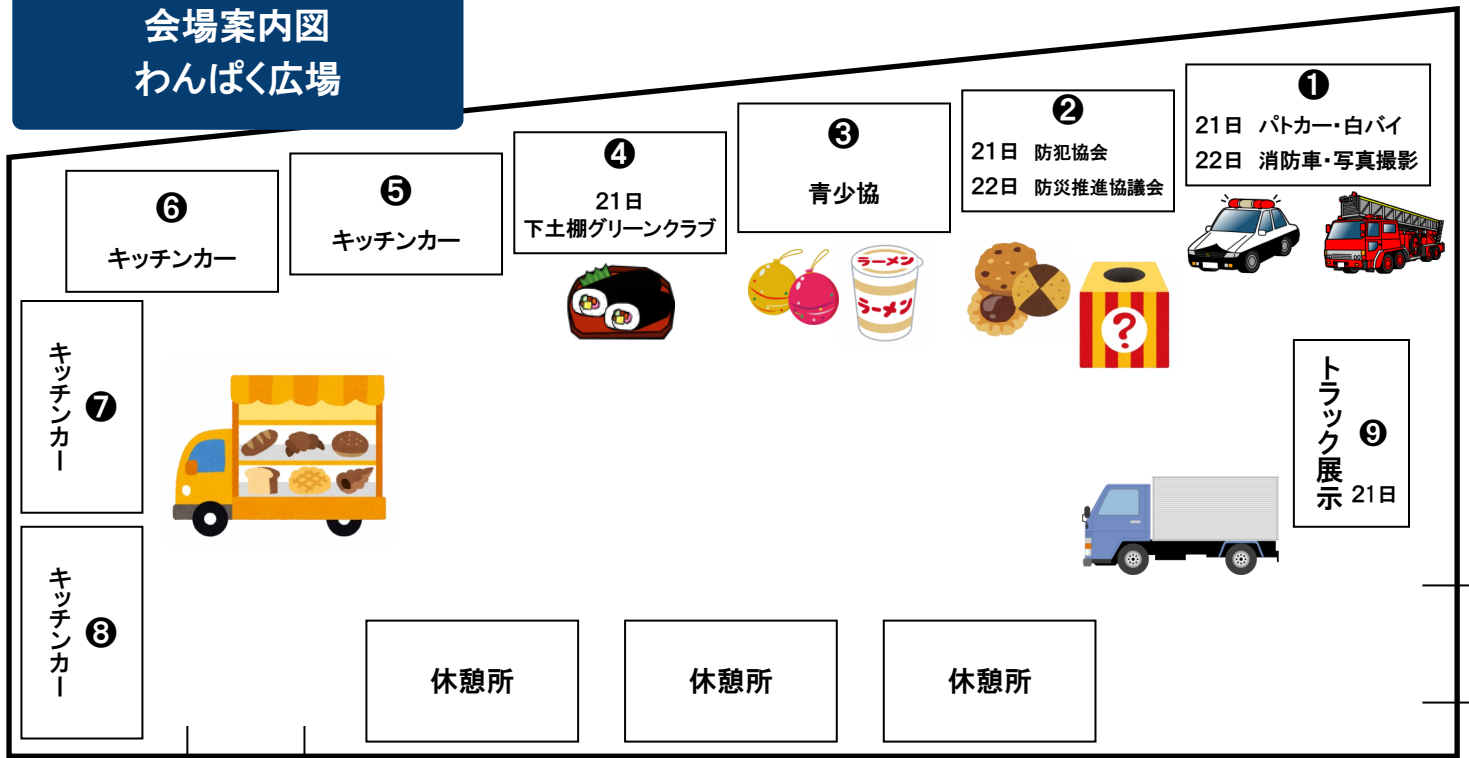 会場案内図
わんぱく広場
❶
21日 パトカー・白バイ
22日 消防車・写真撮影
❷
21日 防犯協会
22日 防災推進協議会
❸
青少協
❹
21日
下土棚グリーンクラブ
❺
キッチンカー
❻
キッチンカー
キッチンカー
❼
キッチンカー
❽
トラック展示
❾
21日
ラーメン
ラーメン
?
休憩所
休憩所
休憩所